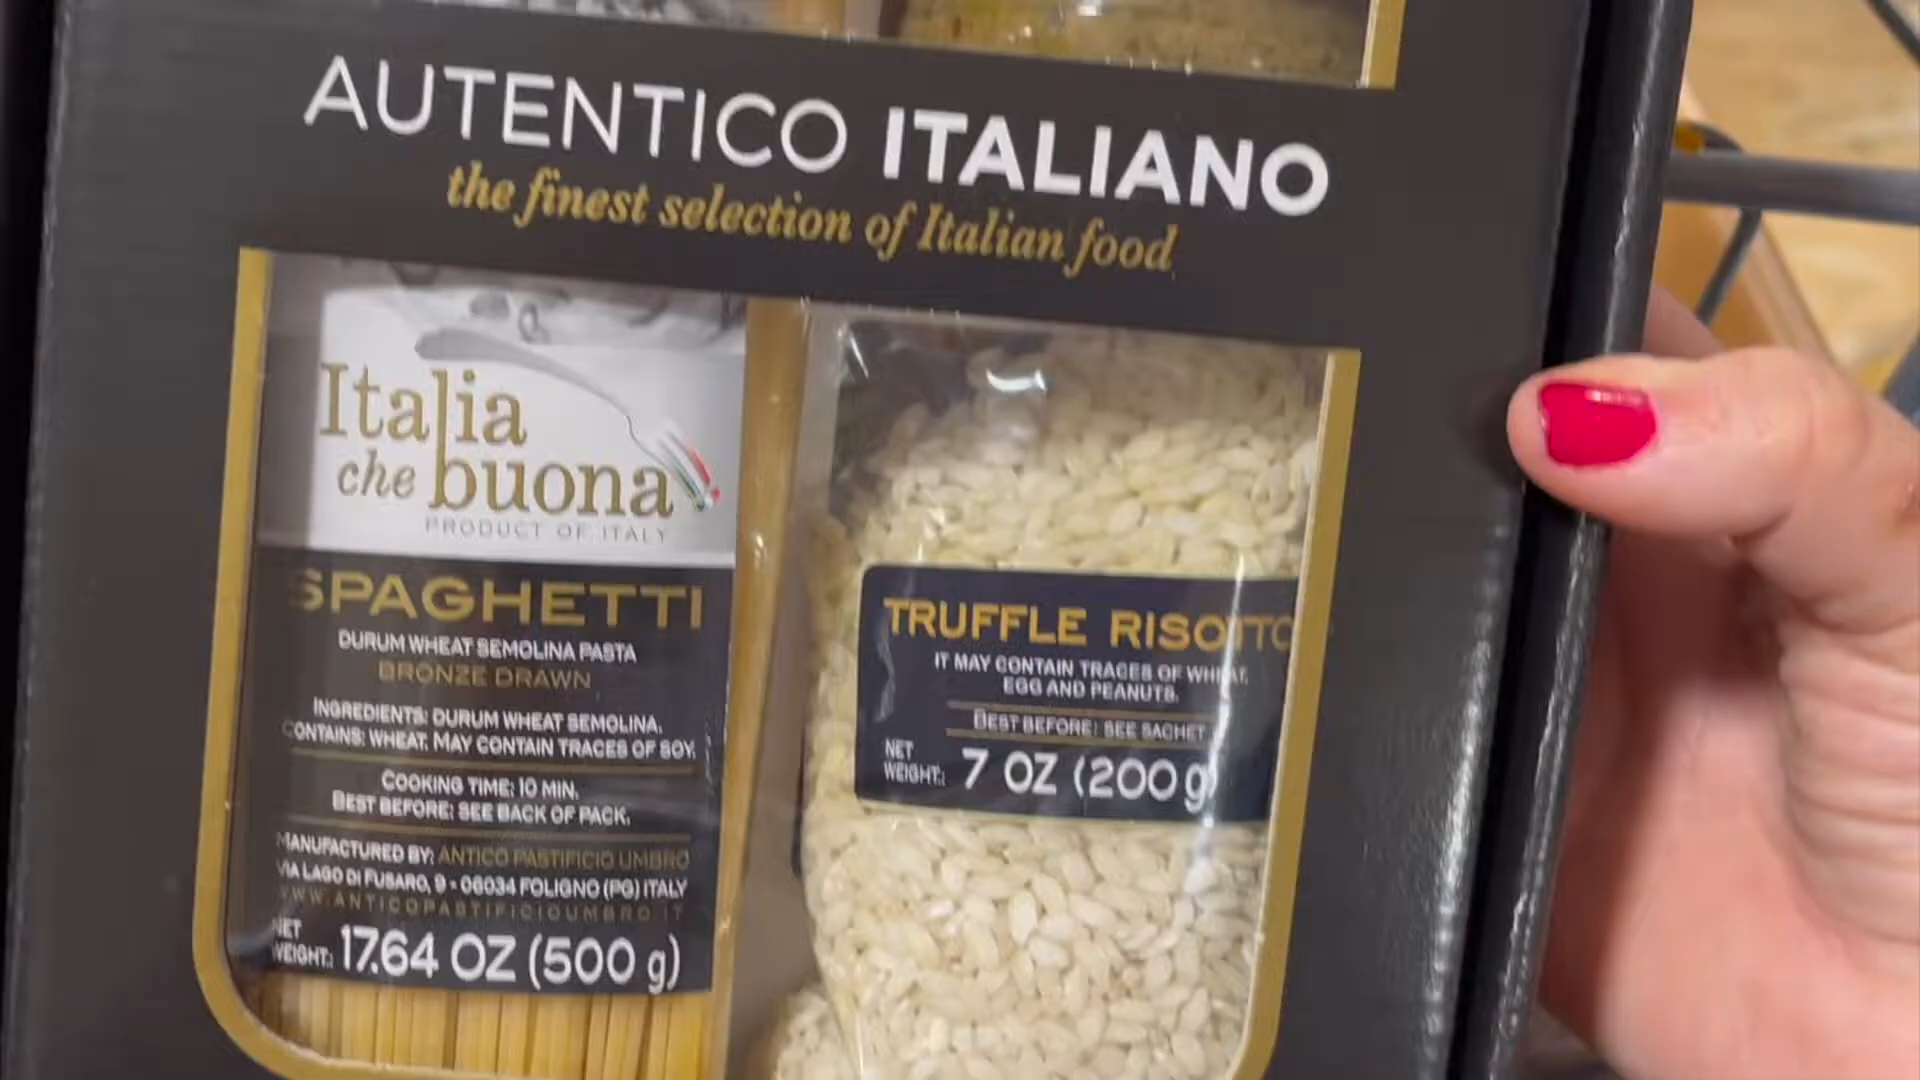 AUTENTICO ITALIANO
the finest selection of Italian food
Italia
che buona
PRODUCT OF ITALY
SPAGHETTI
DURUM WHEAT SEMOLINA PASTA
BRONZE DRAWN
INGREDIENTS: DURUM WHEAT SEMOLINA.
CONTAINS: WHEAT. MAY CONTAIN TRACES OF SOY.
COOKING TIME: 10 MIN.
BEST BEFORE: SEE BACK OF PACK.
MANUFACTURED BY: ANTICO PASTIFICIO UMBRO
VIA LAGO DI FUSARO, 9 - 06034 FOLIGNO (PG) ITALY
WWW.ANTICOPASTIFICIOUMBRO.IT
NET
WEIGHT: 17.64 OZ (500 g)
TRUFFLE RISOTTO
IT MAY CONTAIN TRACES OF WHEAT,
EGG AND PEANUTS.
BEST BEFORE: SEE SACHET
NET
WEIGHT: 7 OZ (200 g)